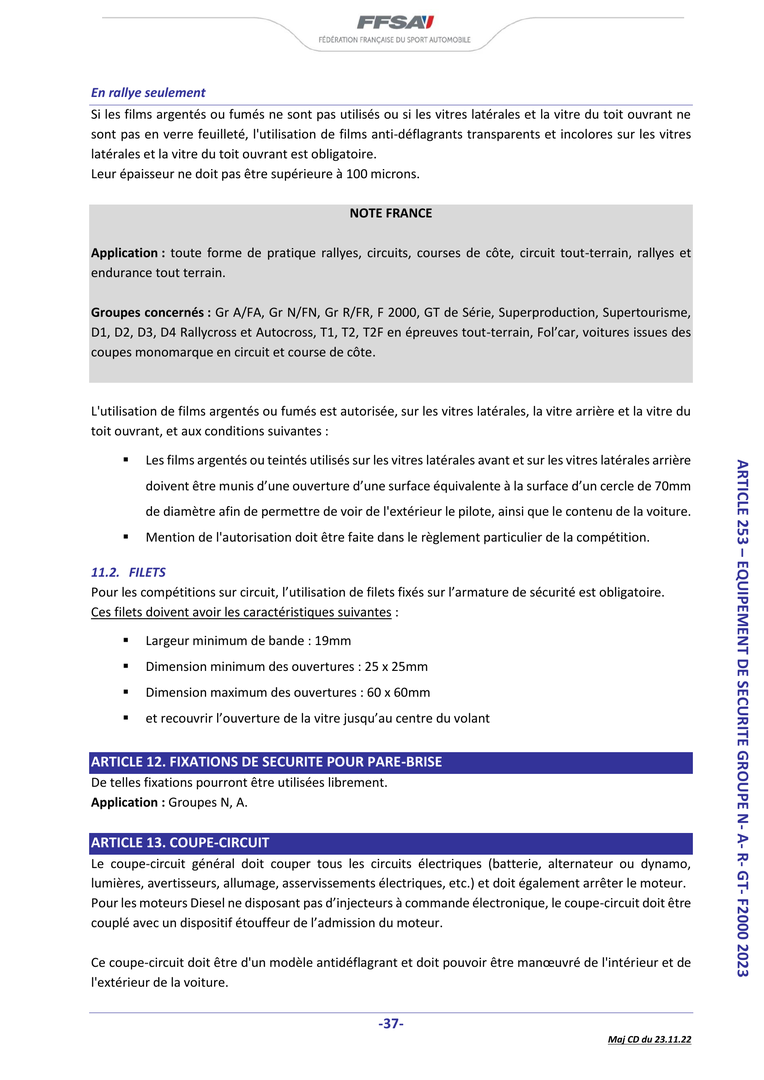 FFSA
FÉDÉRATION FRANÇAISE DU SPORT AUTOMOBILE
En rallye seulement
Si les films argentés ou fumés ne sont pas utilisés ou si les vitres latérales et la vitre du toit ouvrant ne
sont pas en verre feuilleté, l'utilisation de films anti-déflagrants transparents et incolores sur les vitres
latérales et la vitre du toit ouvrant est obligatoire.
Leur épaisseur ne doit pas être supérieure à 100 microns.
NOTE FRANCE
Application : toute forme de pratique rallyes, circuits, courses de côte, circuit tout-terrain, rallyes et
endurance tout terrain.
Groupes concernés : Gr A/FA, Gr N/FN, Gr R/FR, F 2000, GT de Série, Superproduction, Supertourisme,
D1, D2, D3, D4 Rallycross et Autocross, T1, T2, T2F en épreuves tout-terrain, Fol’car, voitures issues des
coupes monomarque en circuit et course de côte.
L'utilisation de films argentés ou fumés est autorisée, sur les vitres latérales, la vitre arrière et la vitre du
toit ouvrant, et aux conditions suivantes :
▪ Les films argentés ou teintés utilisés sur les vitres latérales avant et sur les vitres latérales arrière
doivent être munis d’une ouverture d’une surface équivalente à la surface d’un cercle de 70mm
de diamètre afin de permettre de voir de l'extérieur le pilote, ainsi que le contenu de la voiture.
▪ Mention de l'autorisation doit être faite dans le règlement particulier de la compétition.
11.2. FILETS
Pour les compétitions sur circuit, l’utilisation de filets fixés sur l’armature de sécurité est obligatoire.
Ces filets doivent avoir les caractéristiques suivantes :
▪ Largeur minimum de bande : 19mm
▪ Dimension minimum des ouvertures : 25 x 25mm
▪ Dimension maximum des ouvertures : 60 x 60mm
▪ et recouvrir l’ouverture de la vitre jusqu’au centre du volant
ARTICLE 12. FIXATIONS DE SECURITE POUR PARE-BRISE
De telles fixations pourront être utilisées librement.
Application : Groupes N, A.
ARTICLE 13. COUPE-CIRCUIT
Le coupe-circuit général doit couper tous les circuits électriques (batterie, alternateur ou dynamo,
lumières, avertisseurs, allumage, asservissements électriques, etc.) et doit également arrêter le moteur.
Pour les moteurs Diesel ne disposant pas d’injecteurs à commande électronique, le coupe-circuit doit être
couplé avec un dispositif étouffeur de l’admission du moteur.
Ce coupe-circuit doit être d'un modèle antidéflagrant et doit pouvoir être manœuvré de l'intérieur et de
l'extérieur de la voiture.
ARTICLE 253 – EQUIPEMENT DE SECURITE GROUPE N- A- R- GT- F2000 2023
-37-
Maj CD du 23.11.22